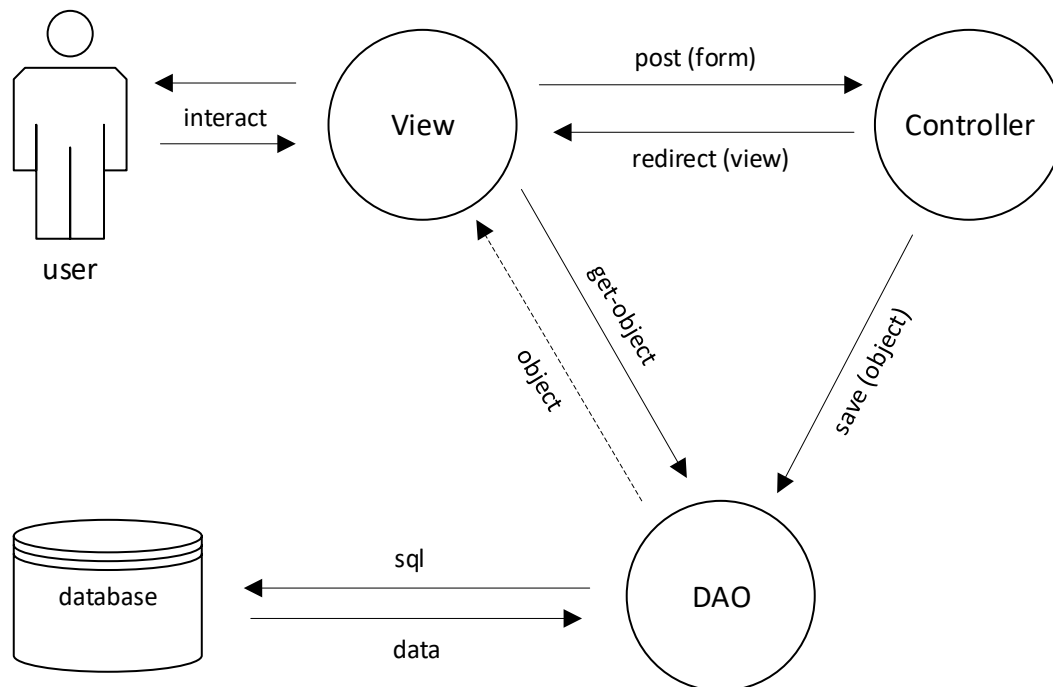 post (form)
interact
View
Controller
redirect (view)
user
get-object
object
save (object)
sql
database
DAO
data